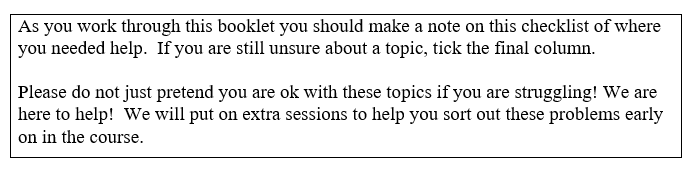 As you work through this booklet you should make a note on this checklist of where
you needed help.  If you are still unsure about a topic, tick the final column.
Please do not just pretend you are ok with these topics if you are struggling! We are
here to help!  We will put on extra sessions to help you sort out these problems early
on in the course.